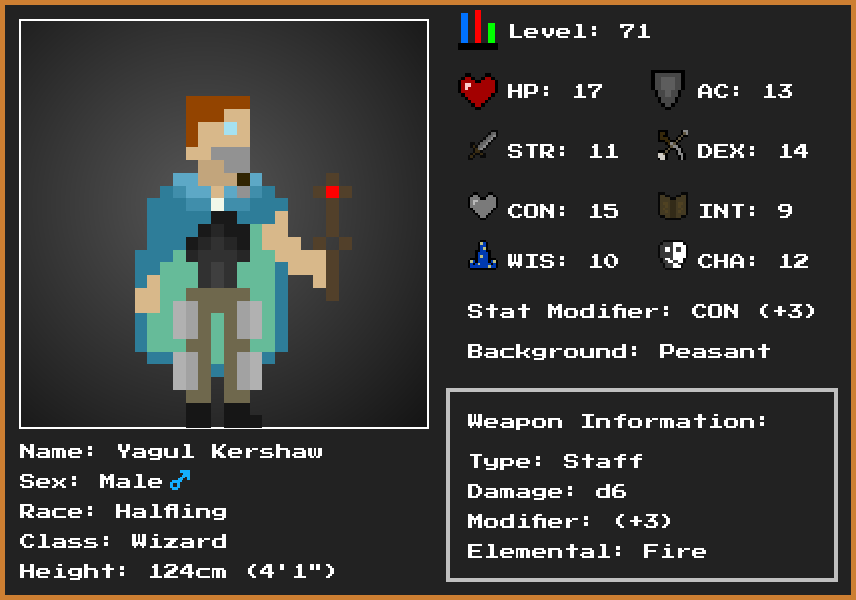 Level: 71
HP: 17 AC: 13
STR: 11 DEX: 14
CON: 15 INT: 9
WIS: 10 CHA: 12
Stat Modifier: CON (+3)
Background: Peasant
Weapon Information:
Type: Staff
Damage: d6
Modifier: (+3)
Elemental: Fire
Name: Yagul Kershaw
Sex: Male ♂
Race: Halfling
Class: Wizard
Height: 124cm (4'1")